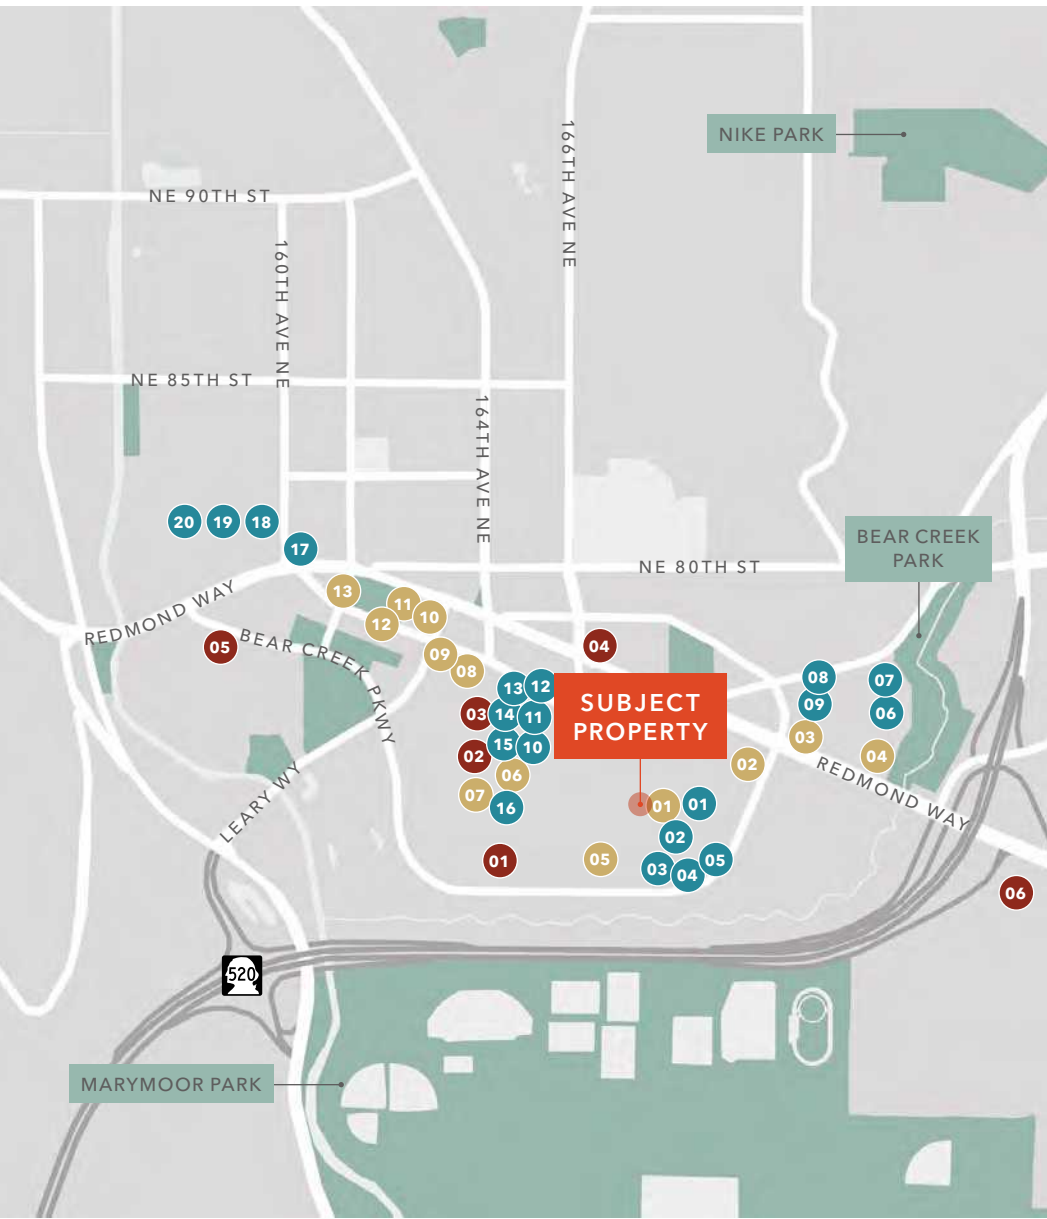 NIKE PARK
166TH AVE NE
NE 90TH ST
160TH AVE NE
NE 85TH ST
164TH AVE NE
20
19
18
17
NE 80TH ST
BEAR CREEK
PARK
REDMOND WAY
13
11
12
10
05
BEAR CREEK PKWY
09
08
04
13
12
03
14
11
02
15
10
06
07
16
SUBJECT
PROPERTY
08
07
09
06
03
04
02
REDMOND WAY
LEARY WY
01
01
02
01
05
03
04
05
06
520
MARYMOOR PARK